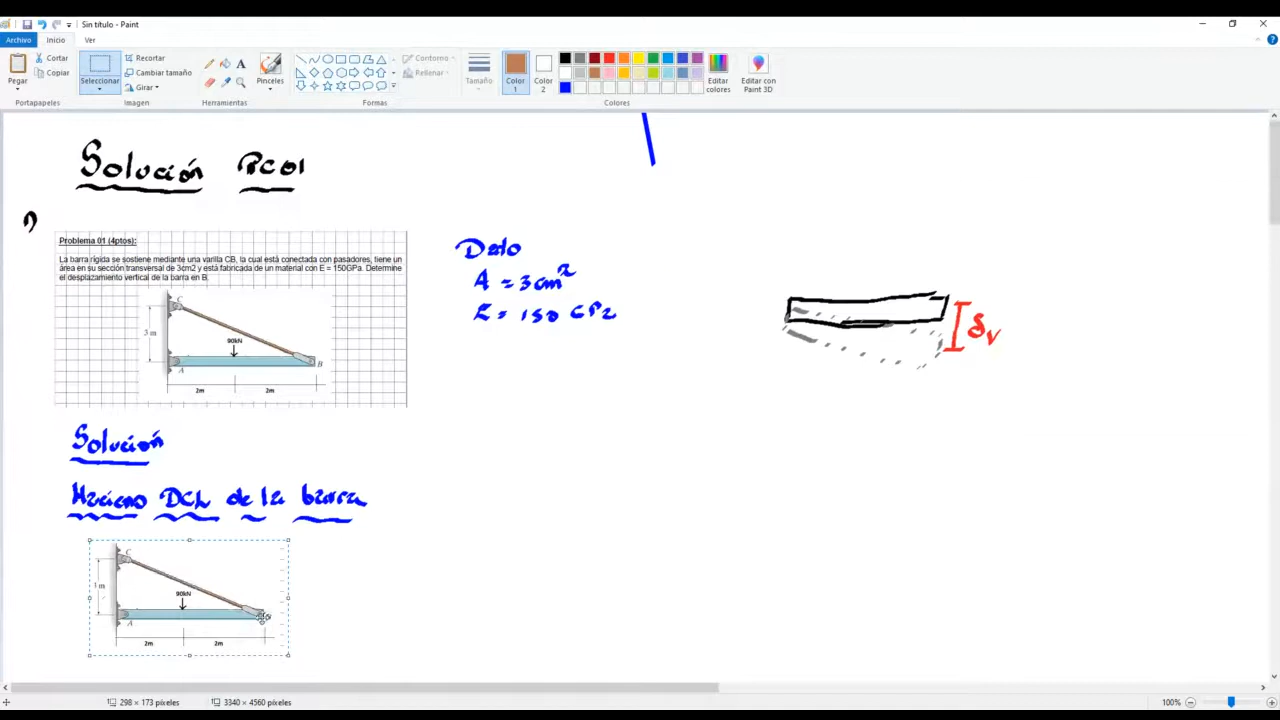 Sin título - Paint
Archivo Inicio Ver
Pegar
Cortar
Copiar
Portapapeles
Seleccionar
Recortar
Cambiar tamaño
Girar
Imagen
A
Herramientas
Pinceles
Contorno
Rellenar
Formas
Tamaño
Color 1
Color 2
Editar colores
Editar con Paint 3D
Colores
Solución PC01
1)
Problema 01 (4ptos):
La barra rígida se sostiene mediante una varilla CB, la cual está conectada con pasadores, tiene un
área en su sección transversal de 3cm2 y está fabricada de un material con E = 150GPa. Determine
el desplazamiento vertical de la barra en B.
C
3 m
90kN
A
B
2m 2m
Dato
A = 3cm²
E = 150 GPa
δv
Solución
Hacemo DCL de la barra
C
90kN
A
2m 2m
298 × 173 píxeles
3340 × 4560 píxeles
100%